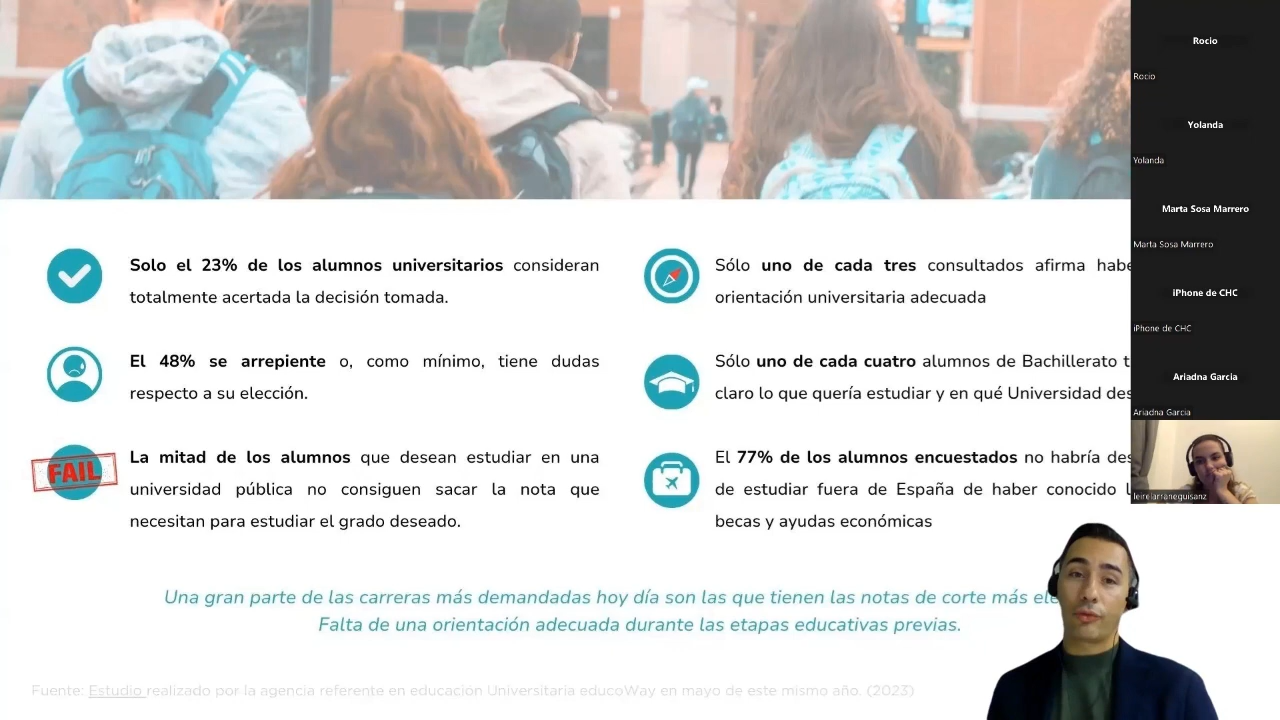 Solo el 23% de los alumnos universitarios consideran
totalmente acertada la decisión tomada.
El 48% se arrepiente o, como mínimo, tiene dudas
respecto a su elección.
FAIL
La mitad de los alumnos que desean estudiar en una
universidad pública no consiguen sacar la nota que
necesitan para estudiar el grado deseado.
Sólo uno de cada tres consultados afirma habe
orientación universitaria adecuada
Sólo uno de cada cuatro alumnos de Bachillerato t
claro lo que quería estudiar y en qué Universidad des
El 77% de los alumnos encuestados no habría des
de estudiar fuera de España de haber conocido l
becas y ayudas económicas
Una gran parte de las carreras más demandadas hoy día son las que tienen las notas de corte más ele
Falta de una orientación adecuada durante las etapas educativas previas.
Fuente: Estudio realizado por la agencia referente en educación Universitaria educoWay en mayo de este mismo año. (2023)
Rocio
Rocio
Yolanda
Yolanda
Marta Sosa Marrero
Marta Sosa Marrero
iPhone de CHC
iPhone de CHC
Ariadna Garcia
Ariadna Garcia
leirelarraneguisanz